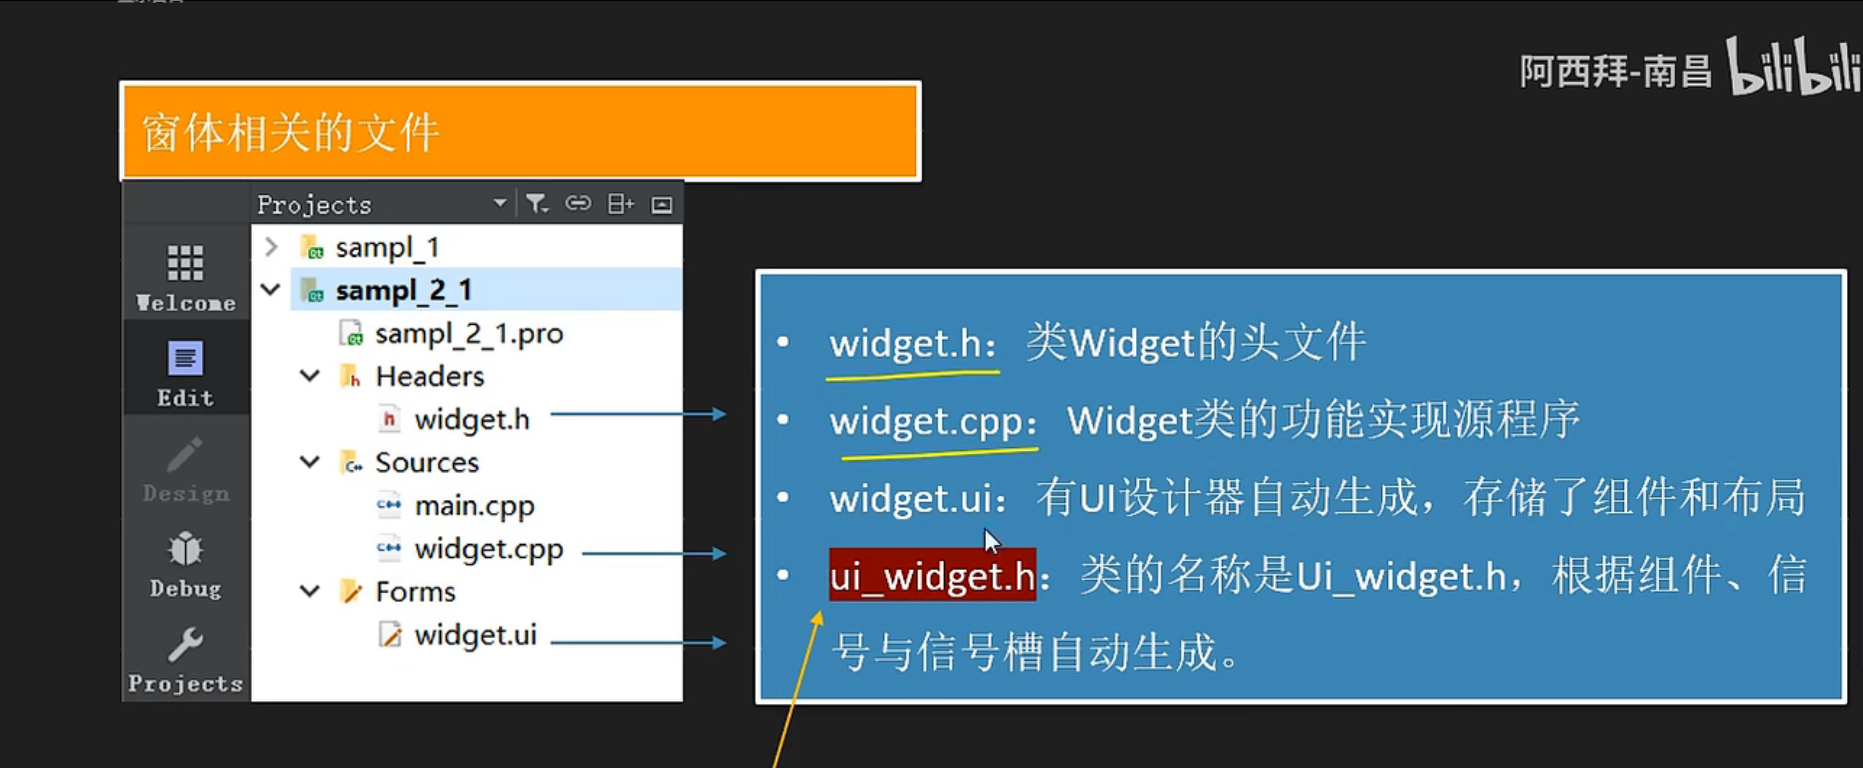 阿西拜-南昌 bilibili
窗体相关的文件
Projects
sampl_1
sampl_2_1
sampl_2_1.pro
Headers
widget.h
Sources
main.cpp
widget.cpp
Forms
widget.ui
Welcome
Edit
Design
Debug
Projects
• widget.h：类Widget的头文件
• widget.cpp：Widget类的功能实现源程序
• widget.ui：有UI设计器自动生成，存储了组件和布局
• ui_widget.h：类的名称是Ui_widget.h，根据组件、信
号与信号槽自动生成。